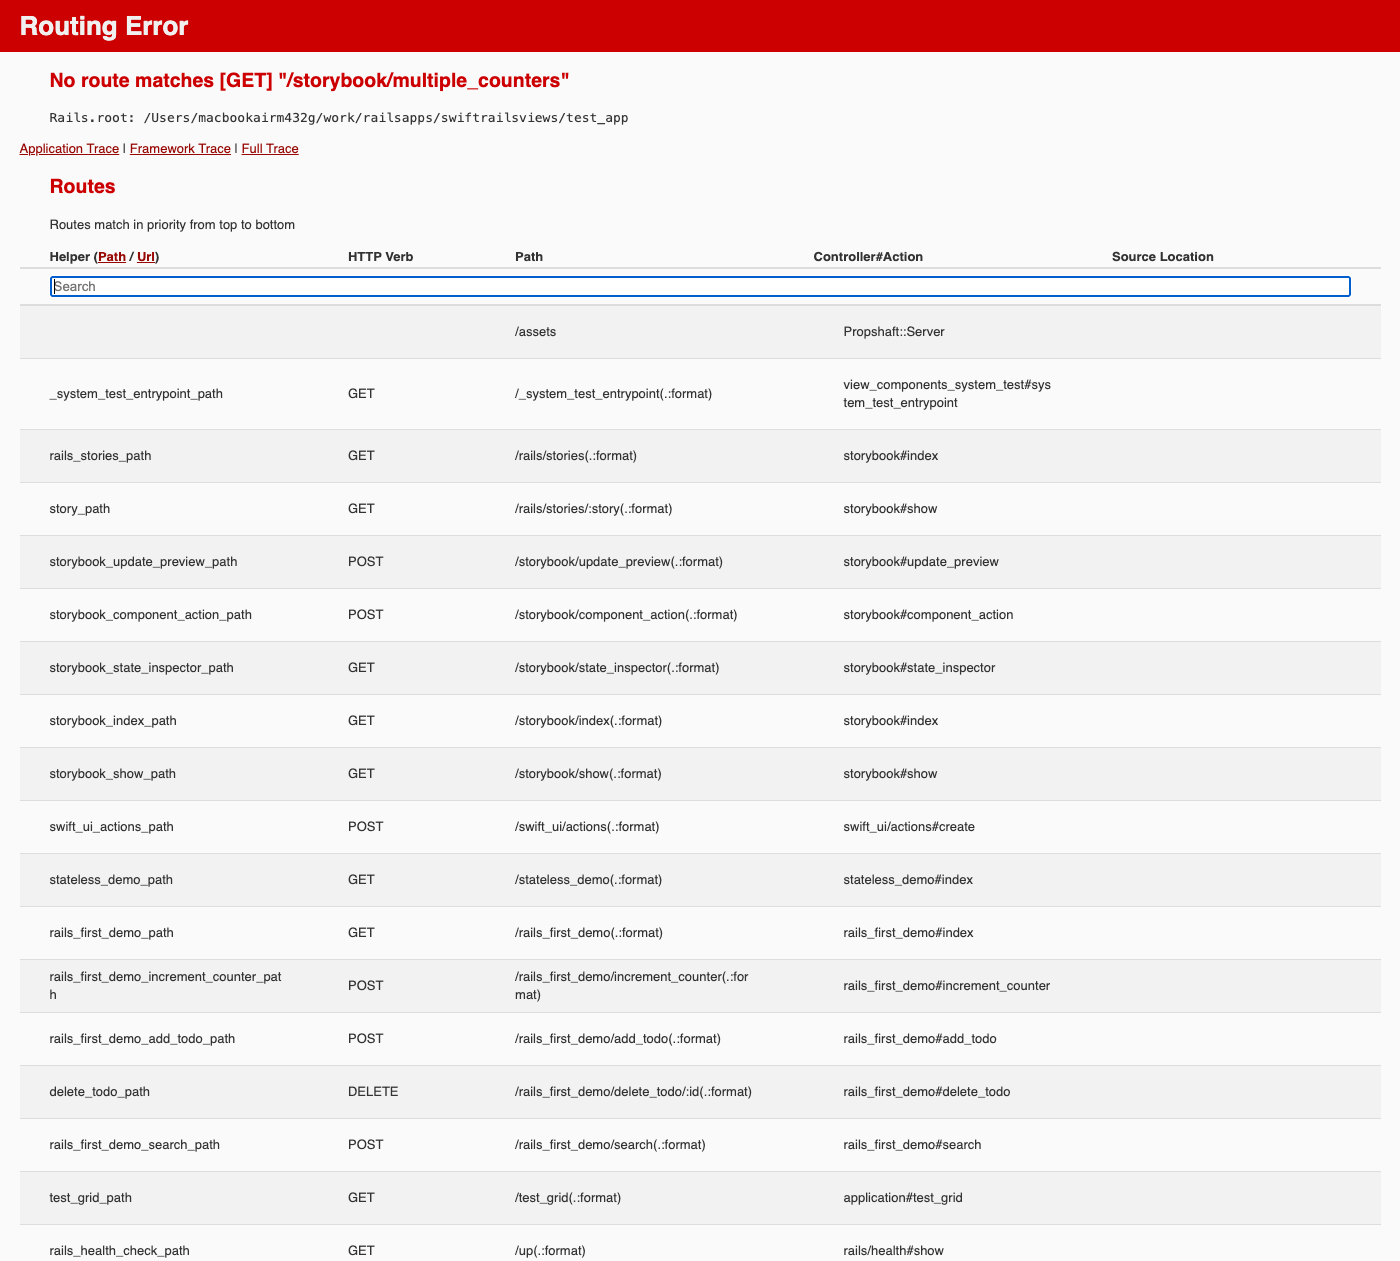 Routing Error
No route matches [GET] "/storybook/multiple_counters"
Rails.root: /Users/macbookairm432g/work/railsapps/swiftrailsviews/test_app
Application Trace | Framework Trace | Full Trace
Routes
Routes match in priority from top to bottom
Helper (Path / Url) HTTP Verb Path Controller#Action Source Location
Search
/assets Propshaft::Server
_system_test_entrypoint_path GET /_system_test_entrypoint(.:format) view_components_system_test#sys
tem_test_entrypoint
rails_stories_path GET /rails/stories(.:format) storybook#index
story_path GET /rails/stories/:story(.:format) storybook#show
storybook_update_preview_path POST /storybook/update_preview(.:format) storybook#update_preview
storybook_component_action_path POST /storybook/component_action(.:format) storybook#component_action
storybook_state_inspector_path GET /storybook/state_inspector(.:format) storybook#state_inspector
storybook_index_path GET /storybook/index(.:format) storybook#index
storybook_show_path GET /storybook/show(.:format) storybook#show
swift_ui_actions_path POST /swift_ui/actions(.:format) swift_ui/actions#create
stateless_demo_path GET /stateless_demo(.:format) stateless_demo#index
rails_first_demo_path GET /rails_first_demo(.:format) rails_first_demo#index
rails_first_demo_increment_counter_pat /rails_first_demo/increment_counter(.:for
h POST mat) rails_first_demo#increment_counter
rails_first_demo_add_todo_path POST /rails_first_demo/add_todo(.:format) rails_first_demo#add_todo
delete_todo_path DELETE /rails_first_demo/delete_todo/:id(.:format) rails_first_demo#delete_todo
rails_first_demo_search_path POST /rails_first_demo/search(.:format) rails_first_demo#search
test_grid_path GET /test_grid(.:format) application#test_grid
rails_health_check_path GET /up(.:format) rails/health#show